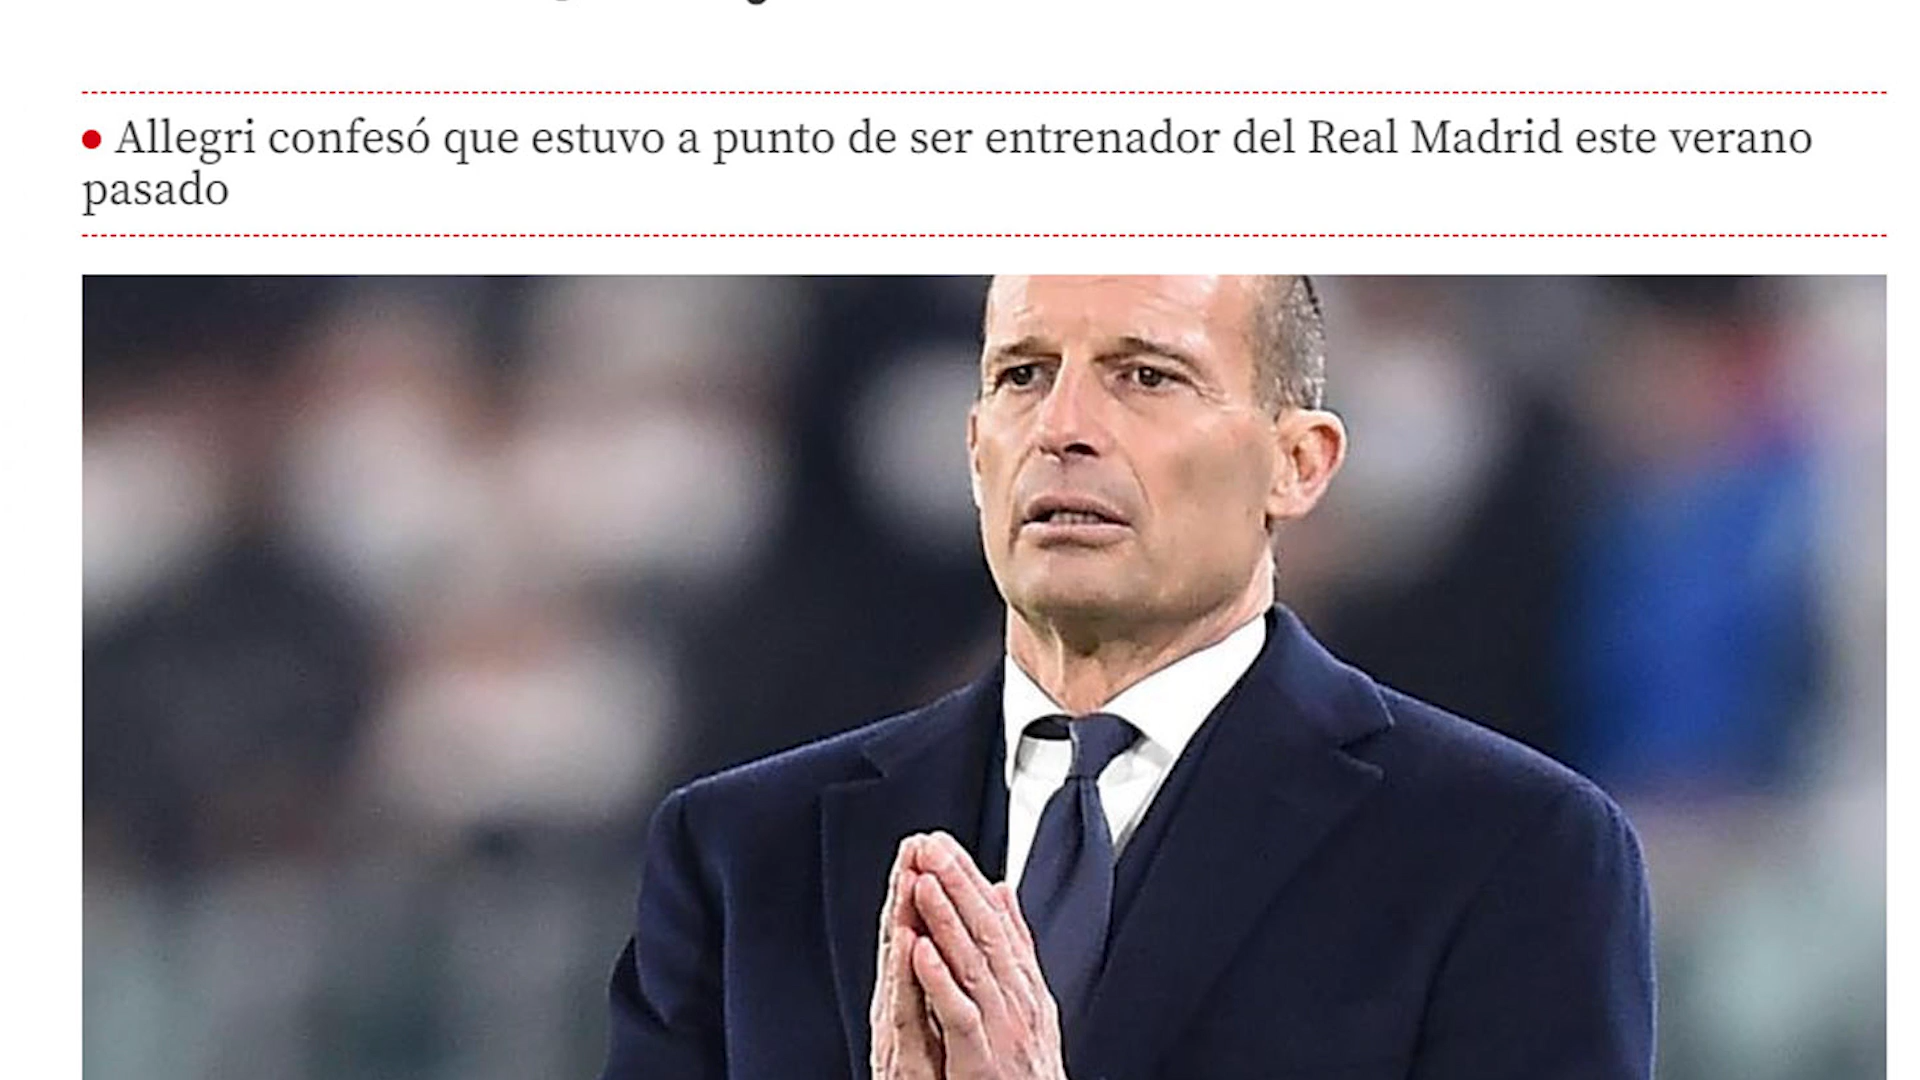 ● Allegri confesó que estuvo a punto de ser entrenador del Real Madrid este verano
pasado